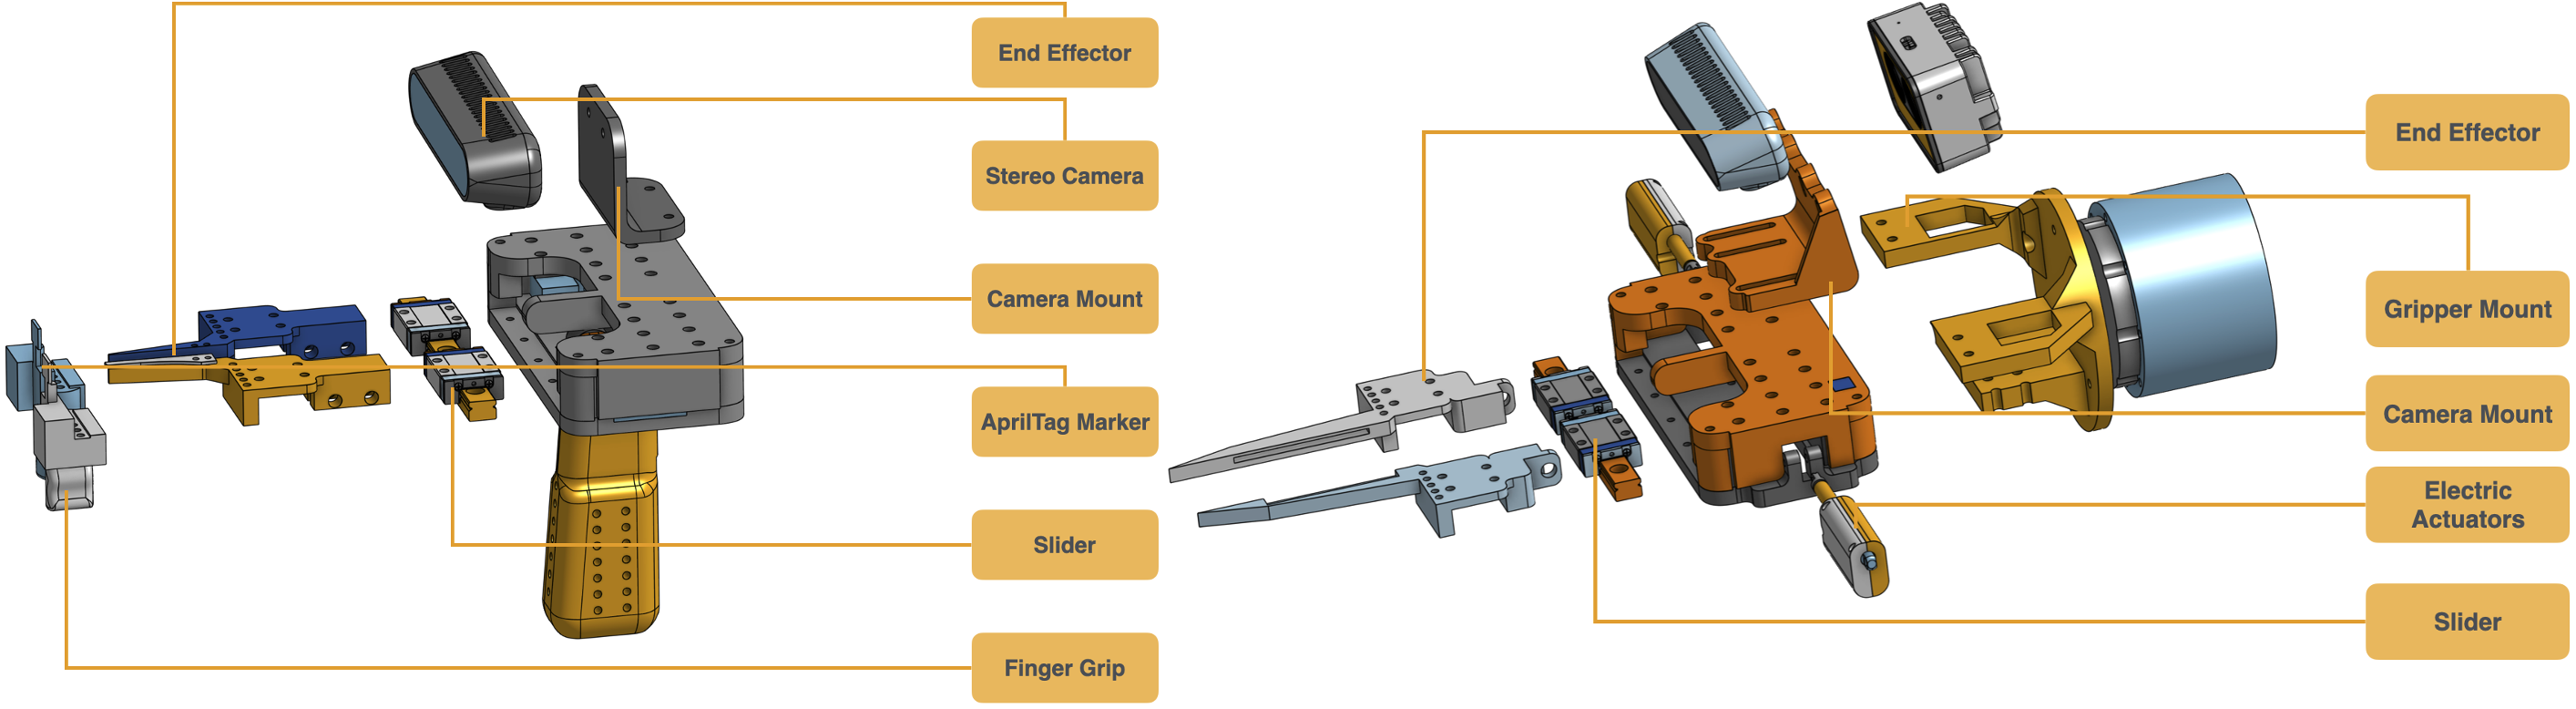 End Effector
Stereo Camera
Camera Mount
AprilTag Marker
Slider
Finger Grip
End Effector
Gripper Mount
Camera Mount
Electric
Actuators
Slider